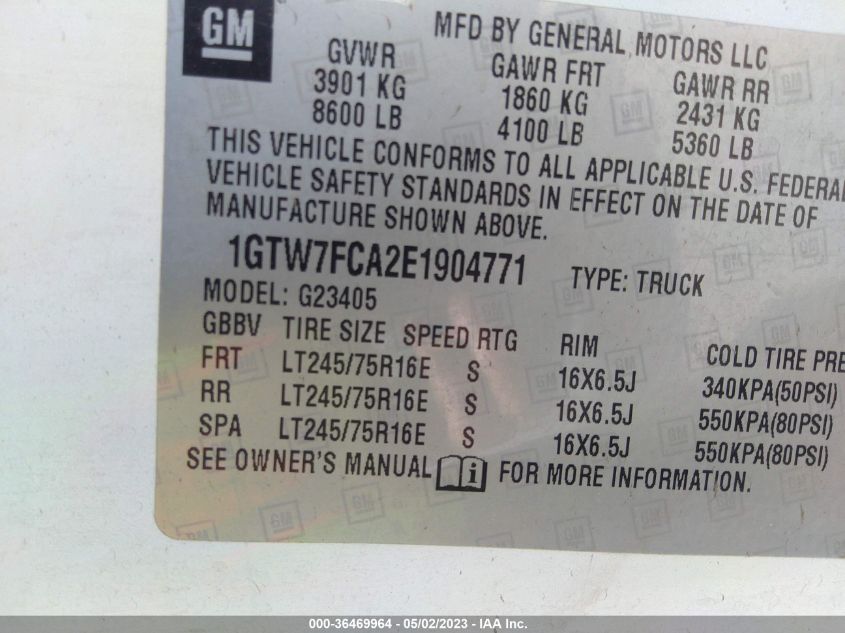 GM
MFD BY GENERAL MOTORS LLC
GVWR GAWR FRT GAWR RR
3901 KG 1860 KG 2431 KG
8600 LB 4100 LB 5360 LB
THIS VEHICLE CONFORMS TO ALL APPLICABLE U.S. FEDERAL
VEHICLE SAFETY STANDARDS IN EFFECT ON THE DATE OF
MANUFACTURE SHOWN ABOVE.
1GTW7FCA2E1904771 TYPE: TRUCK
MODEL: G23405
GBBV TIRE SIZE SPEED RTG RIM COLD TIRE PRE
FRT LT245/75R16E S 16X6.5J 340KPA(50PSI)
RR LT245/75R16E S 16X6.5J 550KPA(80PSI)
SPA LT245/75R16E S 16X6.5J 550KPA(80PSI)
SEE OWNER'S MANUAL i FOR MORE INFORMATION.
000-36469964 - 05/02/2023 - IAA Inc.